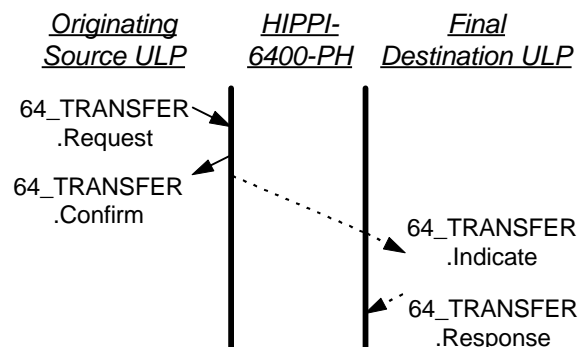 Originating
Source ULP
HIPPI-
6400-PH
Final
Destination ULP
64_TRANSFER
.Request
64_TRANSFER
.Confirm
64_TRANSFER
.Indicate
64_TRANSFER
.Response